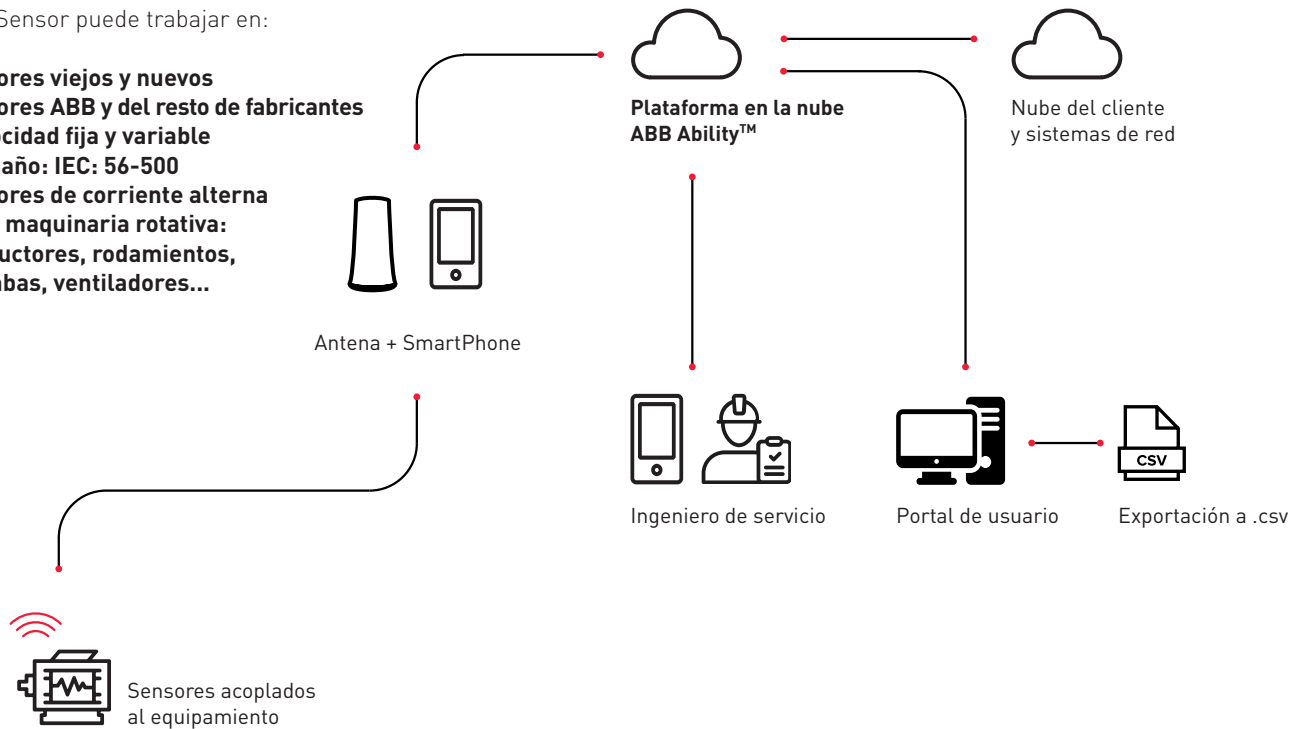 Sensor puede trabajar en:
ores viejos y nuevos
ores ABB y del resto de fabricantes
ocidad fija y variable
año: IEC: 56-500
ores de corriente alterna
maquinaria rotativa:
uctores, rodamientos,
bas, ventiladores...
Plataforma en la nube
ABB Ability™
Nube del cliente
y sistemas de red
Antena + SmartPhone
CSV
Ingeniero de servicio
Portal de usuario
Exportación a .csv
Sensores acoplados
al equipamiento